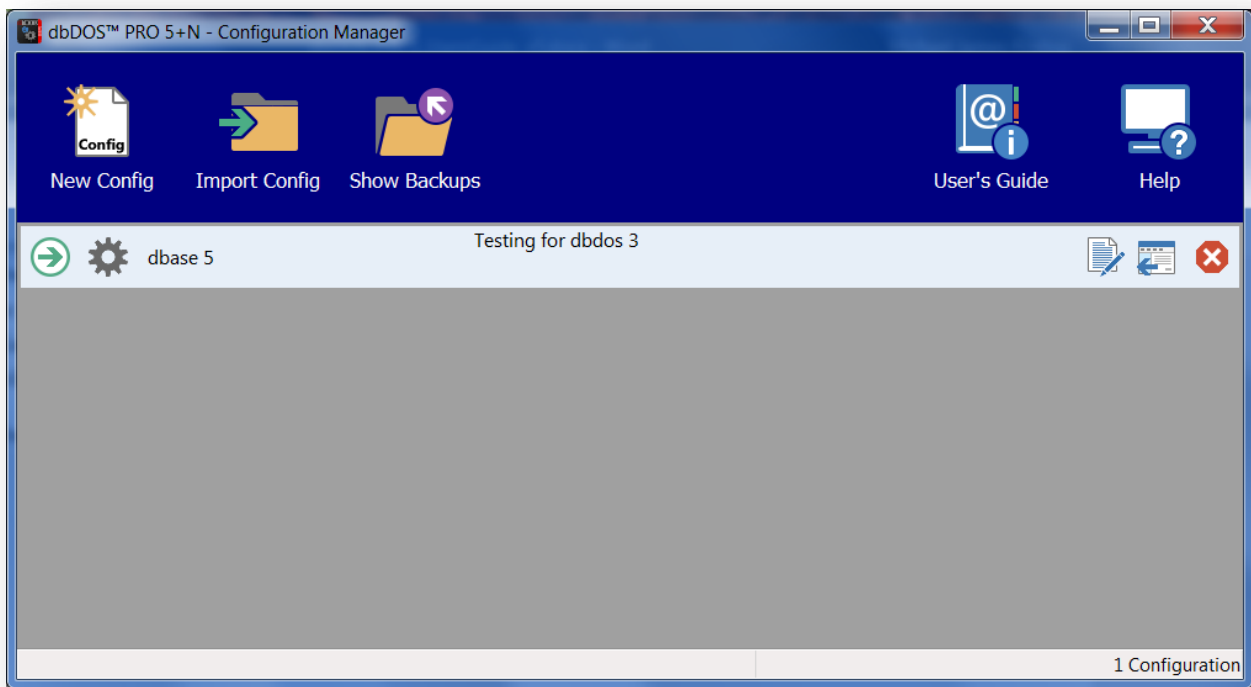 dbDOS™ PRO 5+N - Configuration Manager
Config
New Config Import Config Show Backups User's Guide Help
dbase 5 Testing for dbdos 3
1 Configuration